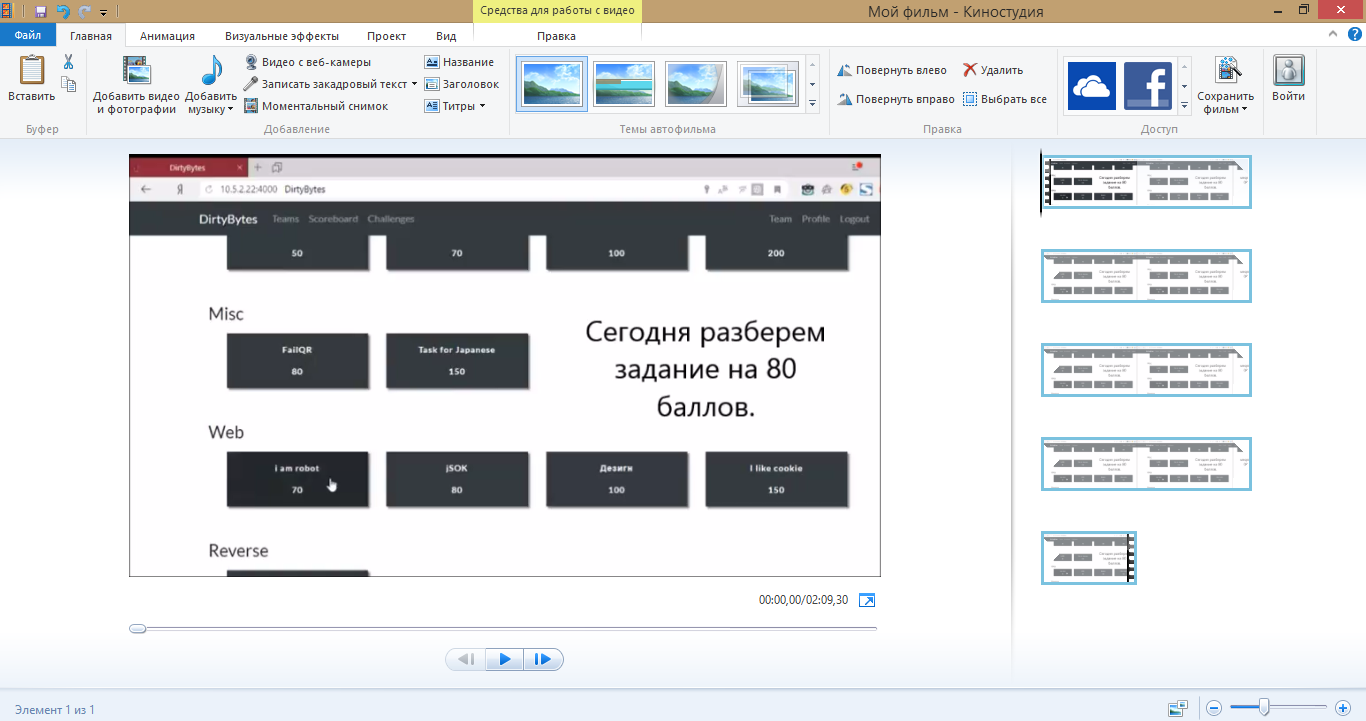 Средства для работы с видео
Мой фильм - Киностудия
Файл
Главная
Анимация
Визуальные эффекты
Проект
Вид
Правка
Вставить
Буфер
Добавить видео
и фотографии
Добавить
музыку
Видео с веб-камеры
Записать закадровый текст
Моментальный снимок
Название
Заголовок
Титры
Добавление
Темы автофильма
Повернуть влево
Повернуть вправо
Удалить
Выбрать все
Правка
Доступ
Сохранить
фильм
Войти
DirtyBytes
10.5.2.22:4000 DirtyBytes
DirtyBytes Teams Scoreboard Challenges Team Profile Logout
50 70 100 200
Misc
FailQR Task for Japanese
80 150
Сегодня разберем
задание на 80
баллов.
Web
i am robot jSOK Дезиги I like cookie
70 80 100 150
Reverse
00:00,00/02:09,30
Элемент 1 из 1